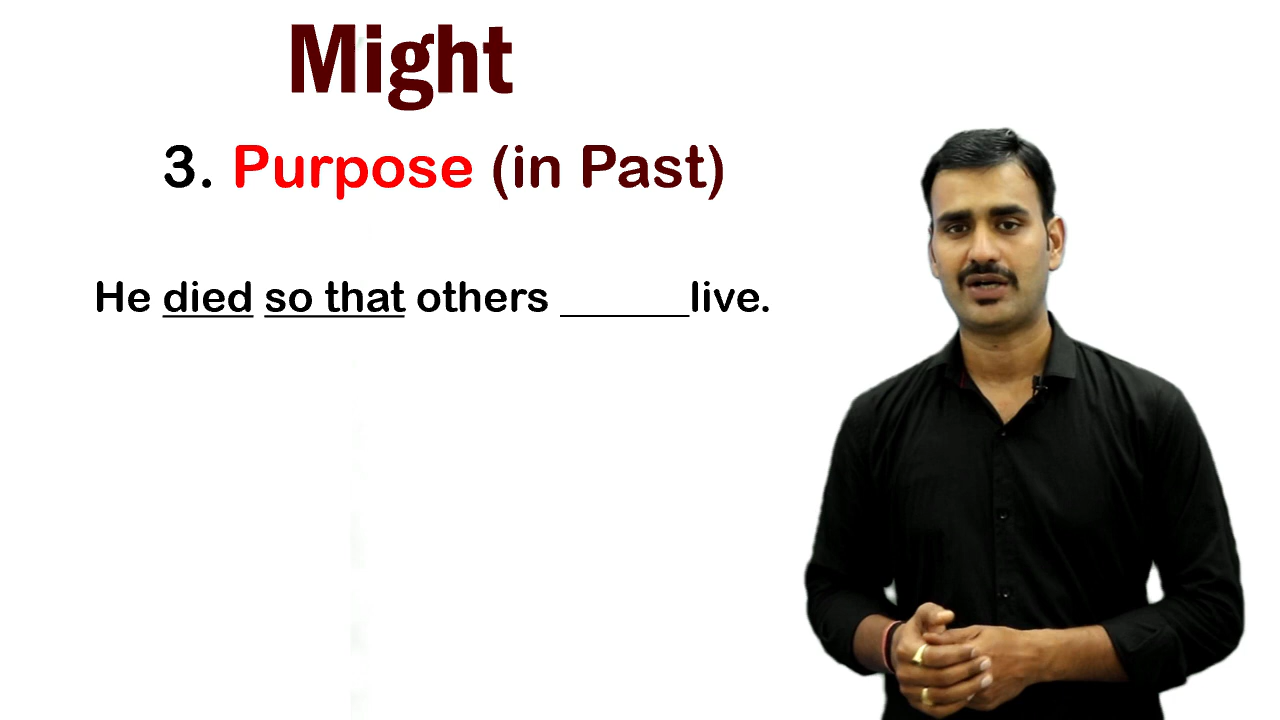 Might
3. Purpose (in Past)
He died so that others ______live.